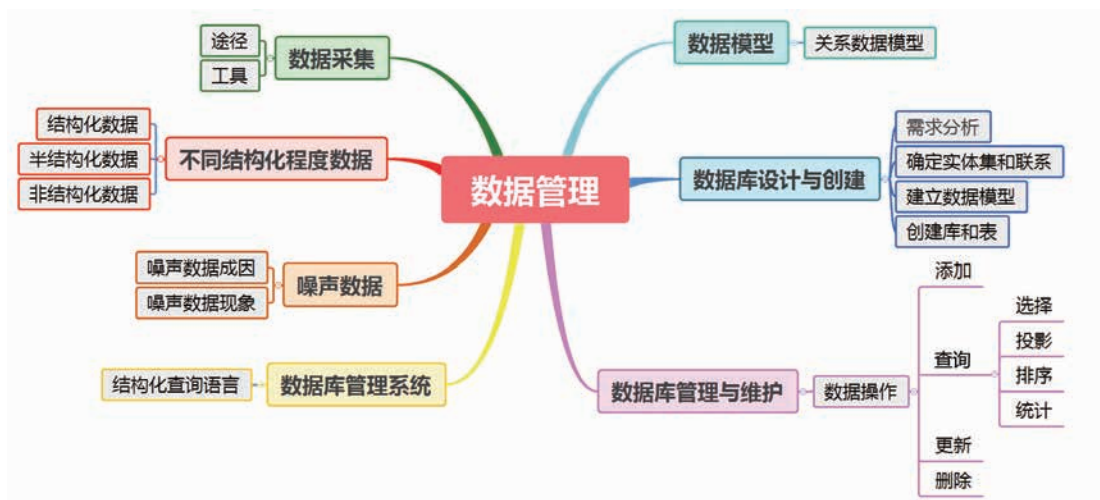 数据管理
数据采集
途径
工具
不同结构化程度数据
结构化数据
半结构化数据
非结构化数据
噪声数据
噪声数据成因
噪声数据现象
数据库管理系统
结构化查询语言
数据模型
关系数据模型
数据库设计与创建
需求分析
确定实体集和联系
建立数据模型
创建库和表
数据库管理与维护
数据操作
添加
查询
选择
投影
排序
统计
更新
删除